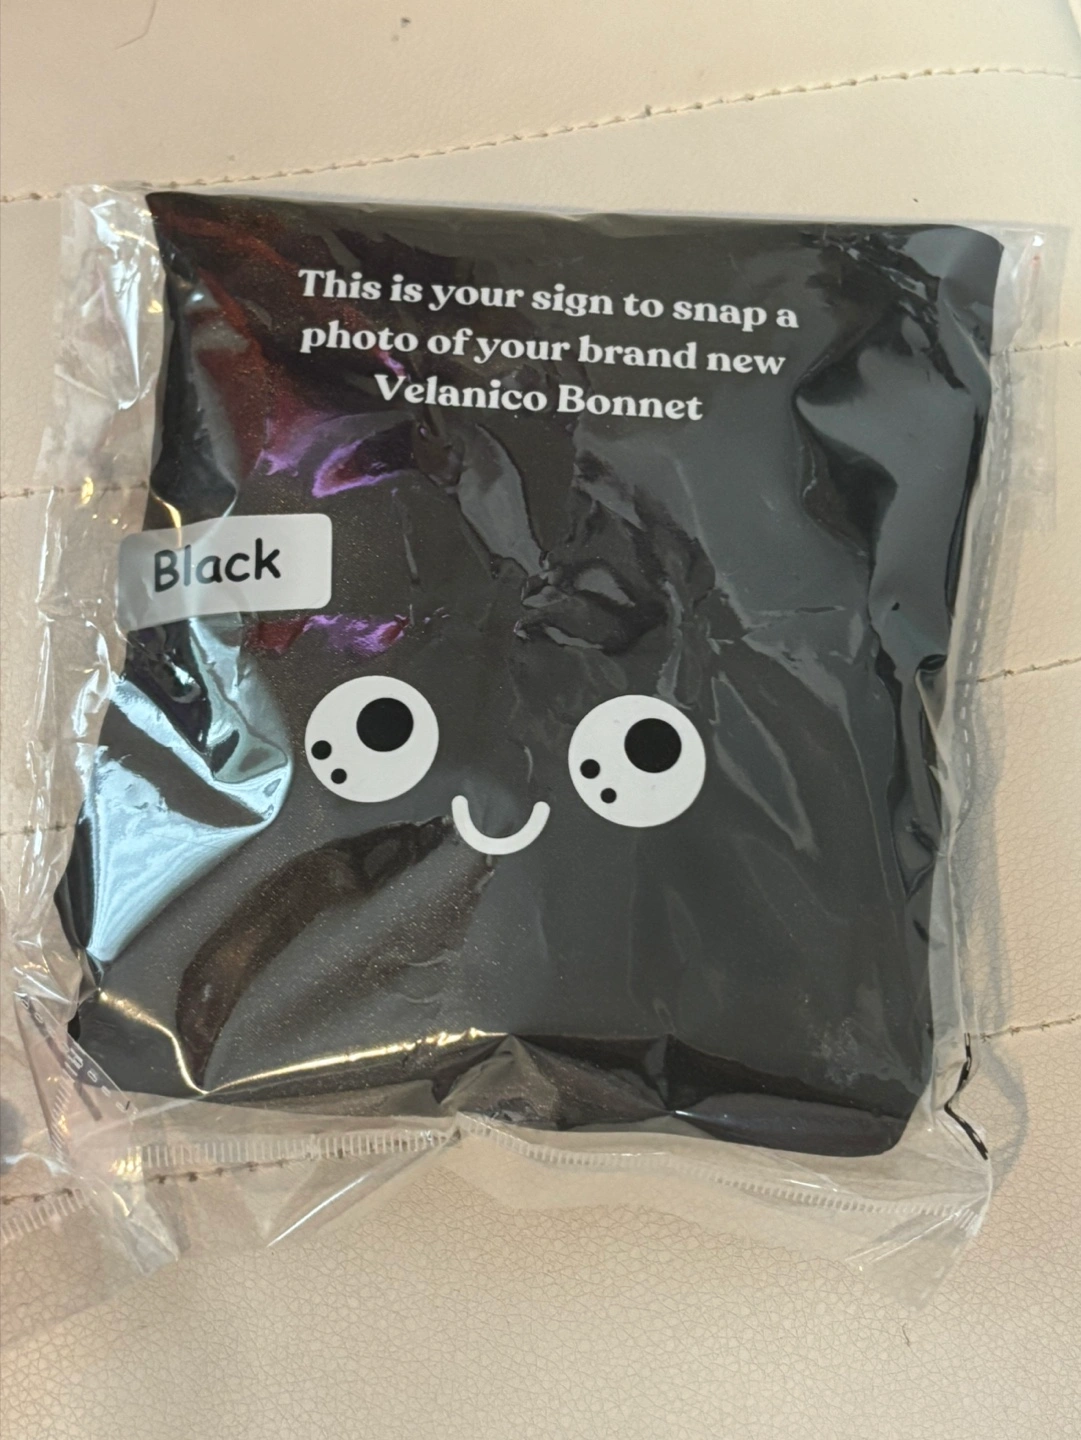 This is your sign to snap a
photo of your brand new
Velanico Bonnet
Black